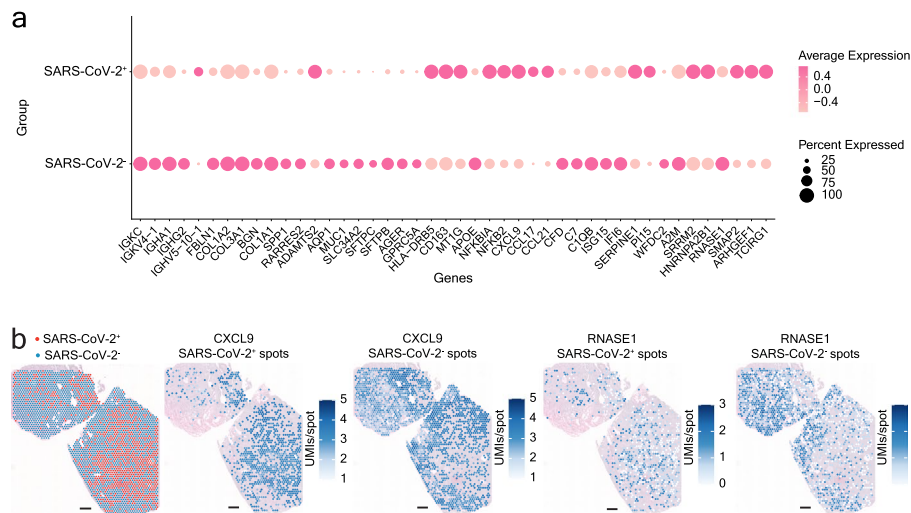 a
SARS-CoV-2+
SARS-CoV-2-
Group
Average Expression
0.4
0.0
−0.4
Percent Expressed
25
50
75
100
IGKC
IGKV4-1
IGHA1
IGHG2
IGHV5-10-1
FBLN1
COL1A2
COL3A1
BGN
COL1A1
SPP1
RARRES2
ADAMTS2
AQP1
MUC1
SLC34A2
SFTPC
SFTPB
AGER
GPRC5A
HLA-DRB5
CD163
MT1G
APOE
NFKBIA
NFKB2
CXCL9
CCL17
CCL21
CFD
C7
C1QB
ISG15
IFI6
SERPINE1
PI15
WFDC2
A2M
SRRM2
HNRNPA2B1
RNASE1
SMAP2
ARHGEF1
TCIRG1
Genes
b
SARS-CoV-2+
SARS-CoV-2-
CXCL9
SARS-CoV-2+ spots
CXCL9
SARS-CoV-2- spots
RNASE1
SARS-CoV-2+ spots
RNASE1
SARS-CoV-2- spots
UMIs/spot
5
4
3
2
1
UMIs/spot
5
4
3
2
1
UMIs/spot
3
2
1
0
UMIs/spot